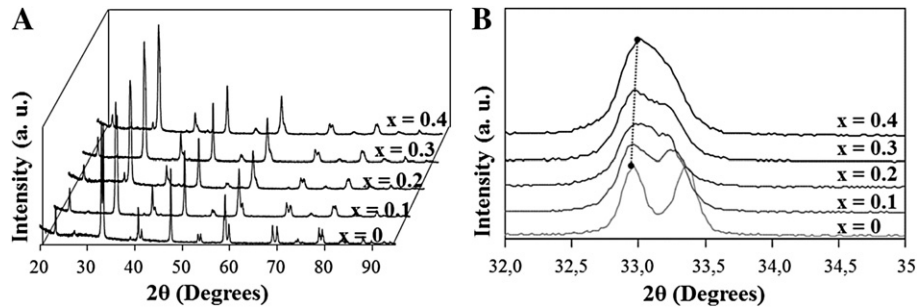 A
Intensity (a. u.)
x = 0.4
x = 0.3
x = 0.2
x = 0.1
x = 0
20 30 40 50 60 70 80 90
2θ (Degrees)
B
Intensity (a. u.)
x = 0.4
x = 0.3
x = 0.2
x = 0.1
x = 0
32,0 32,5 33,0 33,5 34,0 34,5 35
2θ (Degrees)